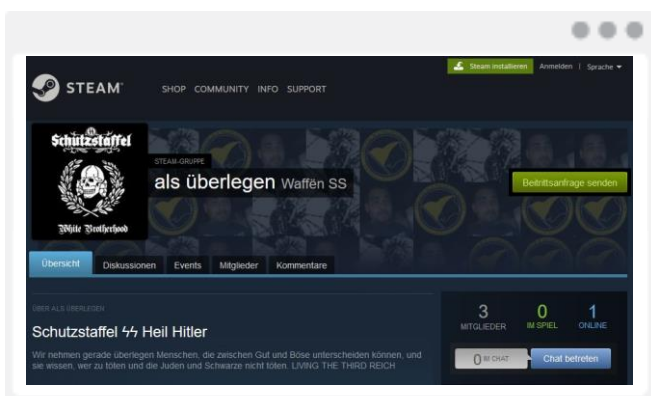 Steam installieren Anmelden | Sprache
STEAM SHOP COMMUNITY INFO SUPPORT
Schutzstaffel
White Brotherhood
STEAM-GRUPPE
als überlegen Waffën SS
Beitrittsanfrage senden
Übersicht Diskussionen Events Mitglieder Kommentare
ÜBER ALS ÜBERLEGEN
Schutzstaffel ϟϟ Heil Hitler
Wir nehmen gerade überlegen Menschen, die zwischen Gut und Böse unterscheiden können, und
sie wissen, wer zu töten und die Juden und Schwarze nicht töten. LIVING THE THIRD REICH
3 0 1
MITGLIEDER IM SPIEL ONLINE
0 IM CHAT Chat betreten